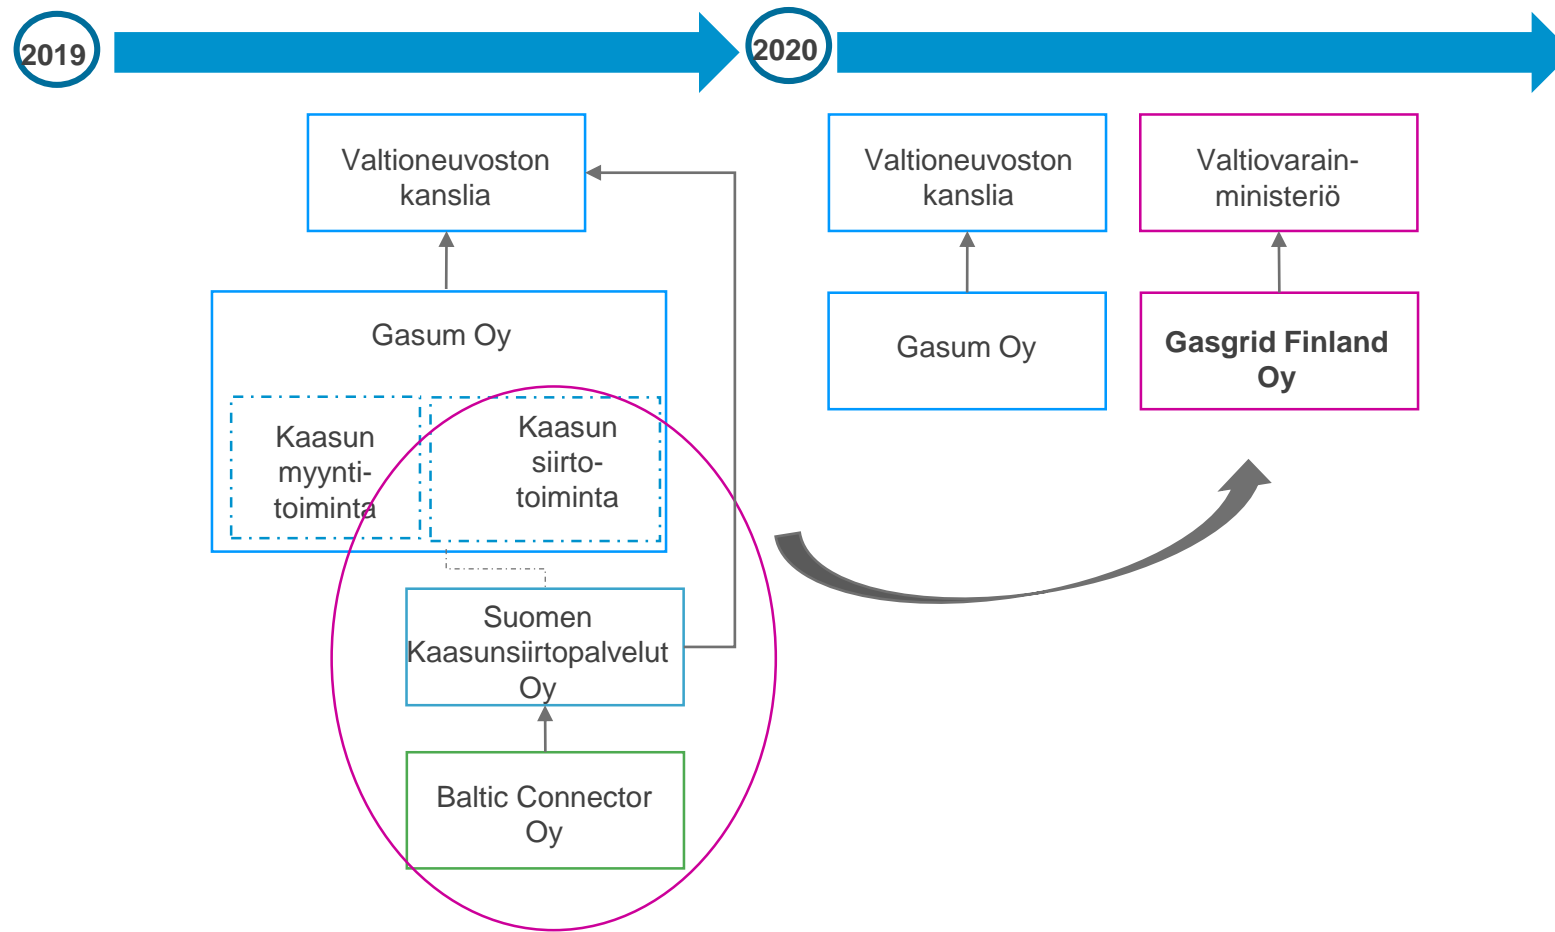 2019
2020
Valtioneuvoston
kanslia
Gasum Oy
Kaasun
myynti-
toiminta
Kaasun
siirto-
toiminta
Suomen
Kaasunsiirtopalvelut
Oy
Baltic Connector
Oy
Valtioneuvoston
kanslia
Valtiovarain-
ministeriö
Gasum Oy
Gasgrid Finland
Oy